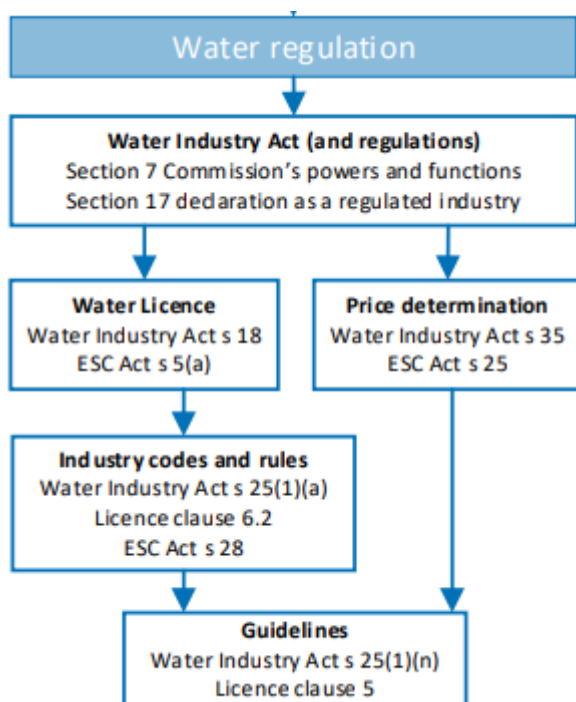 Water regulation
Water Industry Act (and regulations)
Section 7 Commission's powers and functions
Section 17 declaration as a regulated industry
Water Licence
Water Industry Act s 18
ESC Act s 5(a)
Price determination
Water Industry Act s 35
ESC Act s 25
Industry codes and rules
Water Industry Act s 25(1)(a)
Licence clause 6.2
ESC Act s 28
Guidelines
Water Industry Act s 25(1)(n)
Licence clause 5